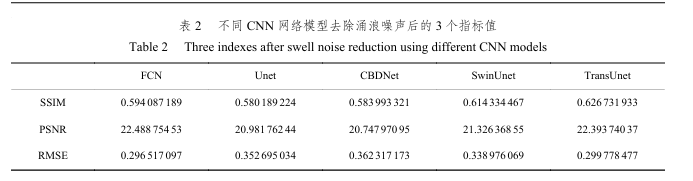 表 2 不同 CNN 网络模型去除涌浪噪声后的 3 个指标值
Table 2 Three indexes after swell noise reduction using different CNN models
FCN Unet CBDNet SwinUnet TransUnet
SSIM 0.594 087 189 0.580 189 224 0.583 993 321 0.614 334 467 0.626 731 933
PSNR 22.488 754 53 20.981 762 44 20.747 970 95 21.326 368 55 22.393 740 37
RMSE 0.296 517 097 0.352 695 034 0.362 317 173 0.338 976 069 0.299 778 477